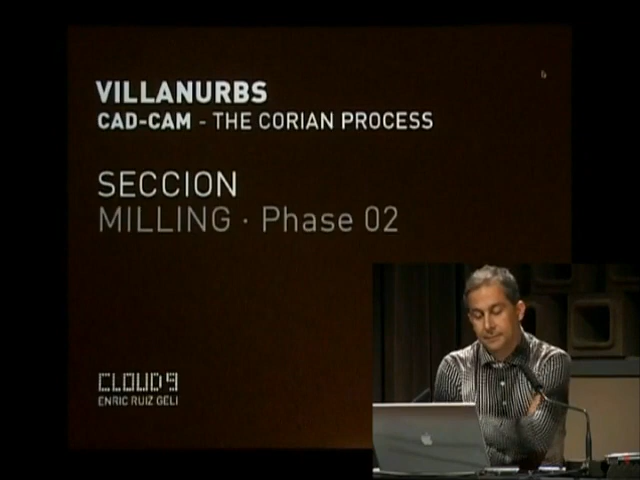 VILLANURBS
CAD-CAM - THE CORIAN PROCESS
SECCION
MILLING · Phase 02
CLOUD 9
ENRIC RUIZ GELI